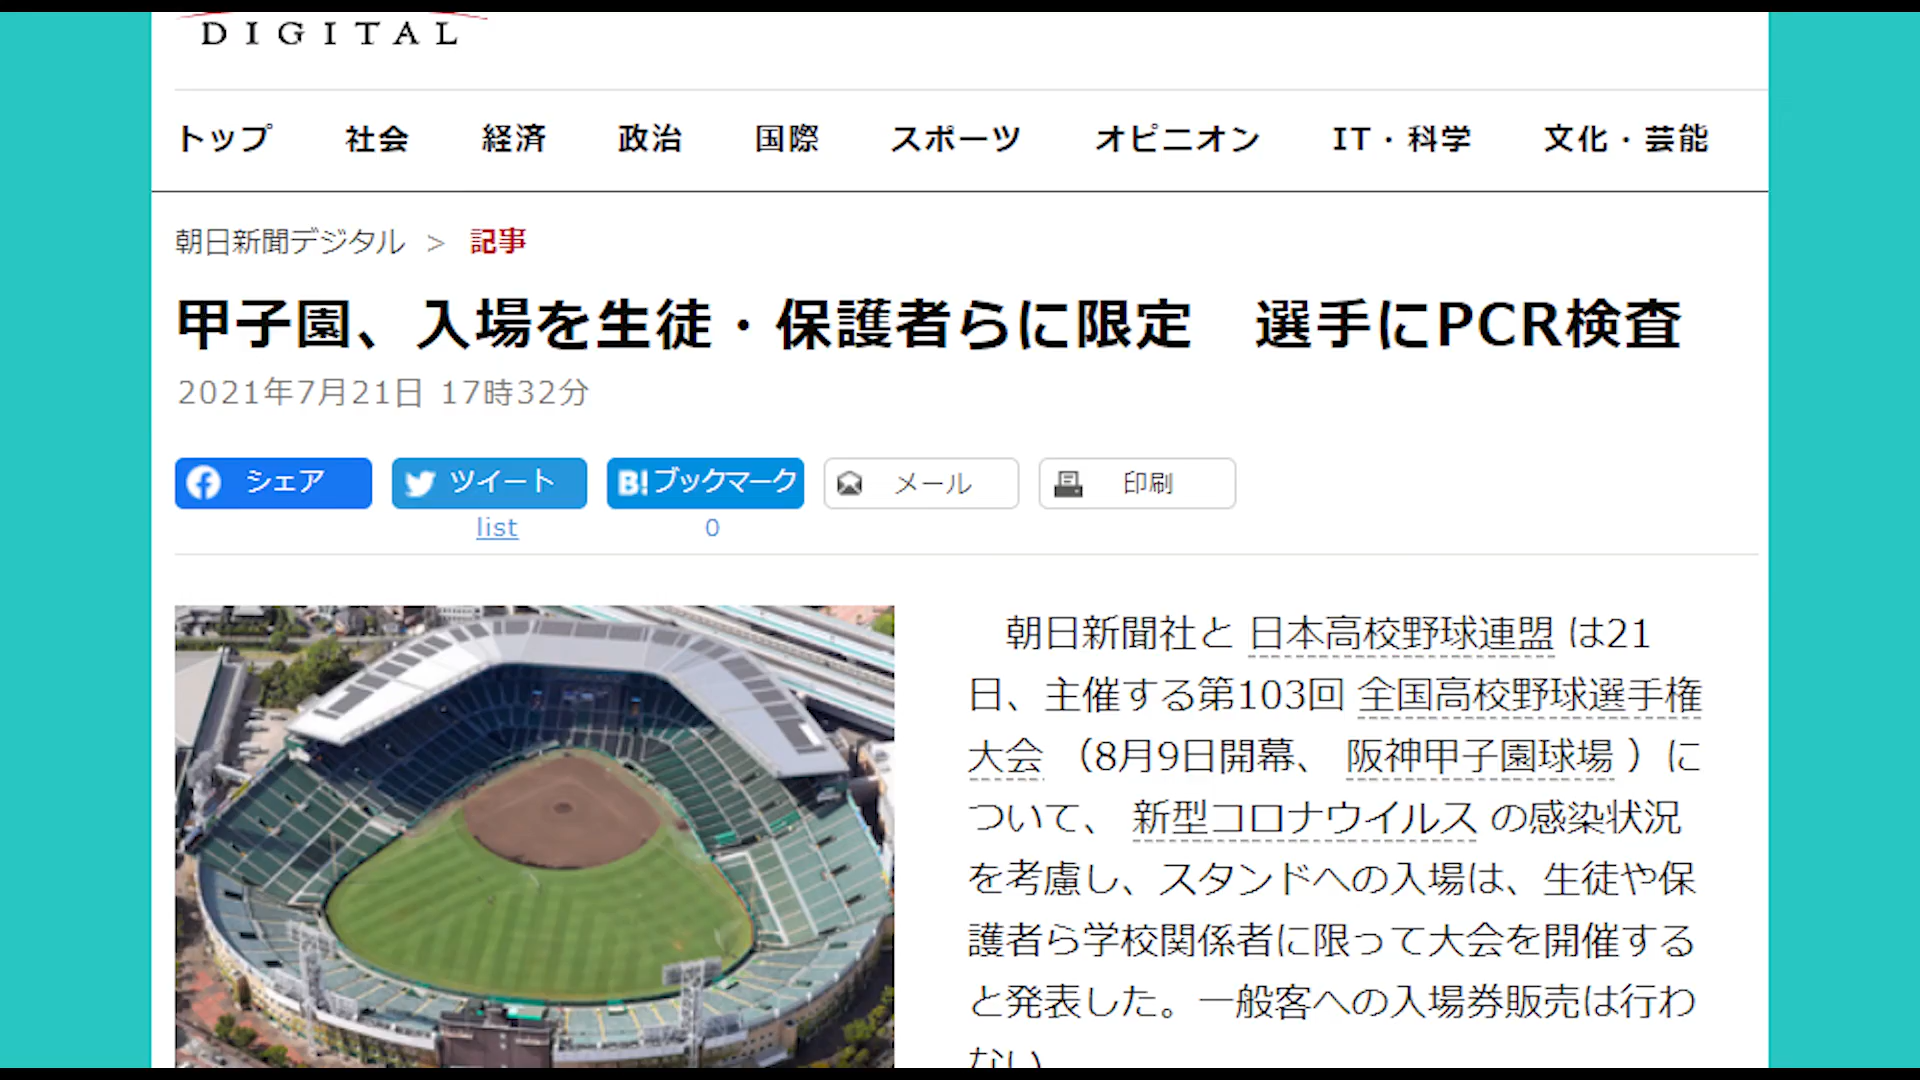 DIGITAL
トップ 社会 経済 政治 国際 スポーツ オピニオン IT・科学 文化・芸能
朝日新聞デジタル > 記事
甲子園、入場を生徒・保護者らに限定 選手にPCR検査
2021年7月21日 17時32分
シェア ツイート B!ブックマーク メール 印刷
list 0
朝日新聞社と 日本高校野球連盟 は21
日、主催する第103回 全国高校野球選手権
大会 （8月9日開幕、 阪神甲子園球場 ）に
ついて、 新型コロナウイルス の感染状況
を考慮し、スタンドへの入場は、生徒や保
護者ら学校関係者に限って大会を開催する
と発表した。一般客への入場券販売は行わ
ない